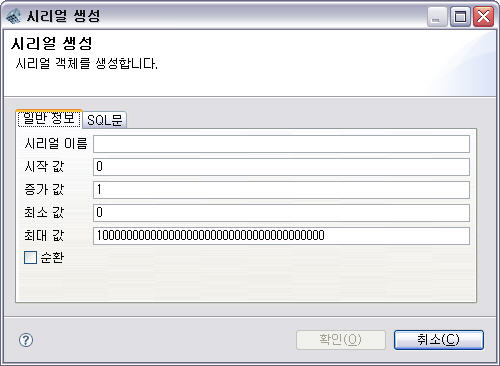 시리얼 생성
시리얼 생성
시리얼 객체를 생성합니다.
일반 정보 SQL문
시리얼 이름
시작 값 0
증가 값 1
최소 값 0
최대 값 10000000000000000000000000000000000000
순환
확인(O) 취소(C)